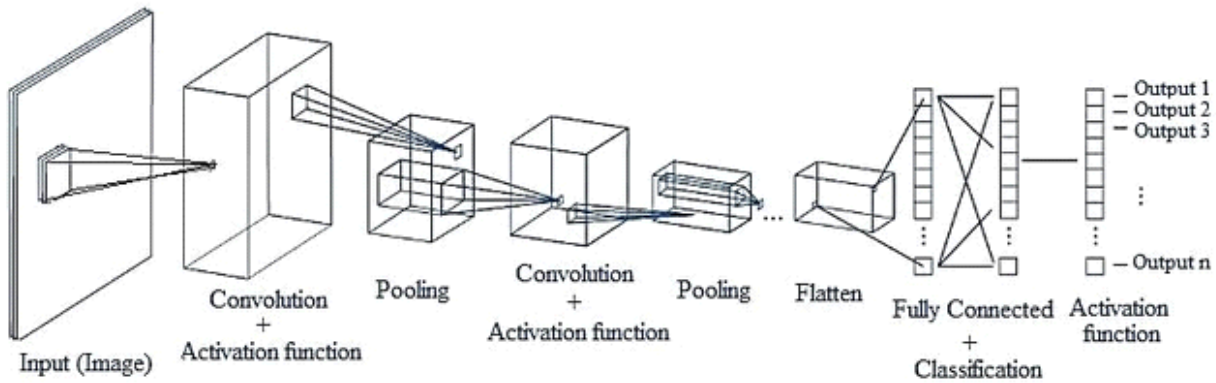 Input (Image)
Convolution
+
Activation function
Pooling
Convolution
+
Activation function
Pooling
...
Flatten
Fully Connected
+
Classification
Activation
function
Output 1
Output 2
Output 3
Output n